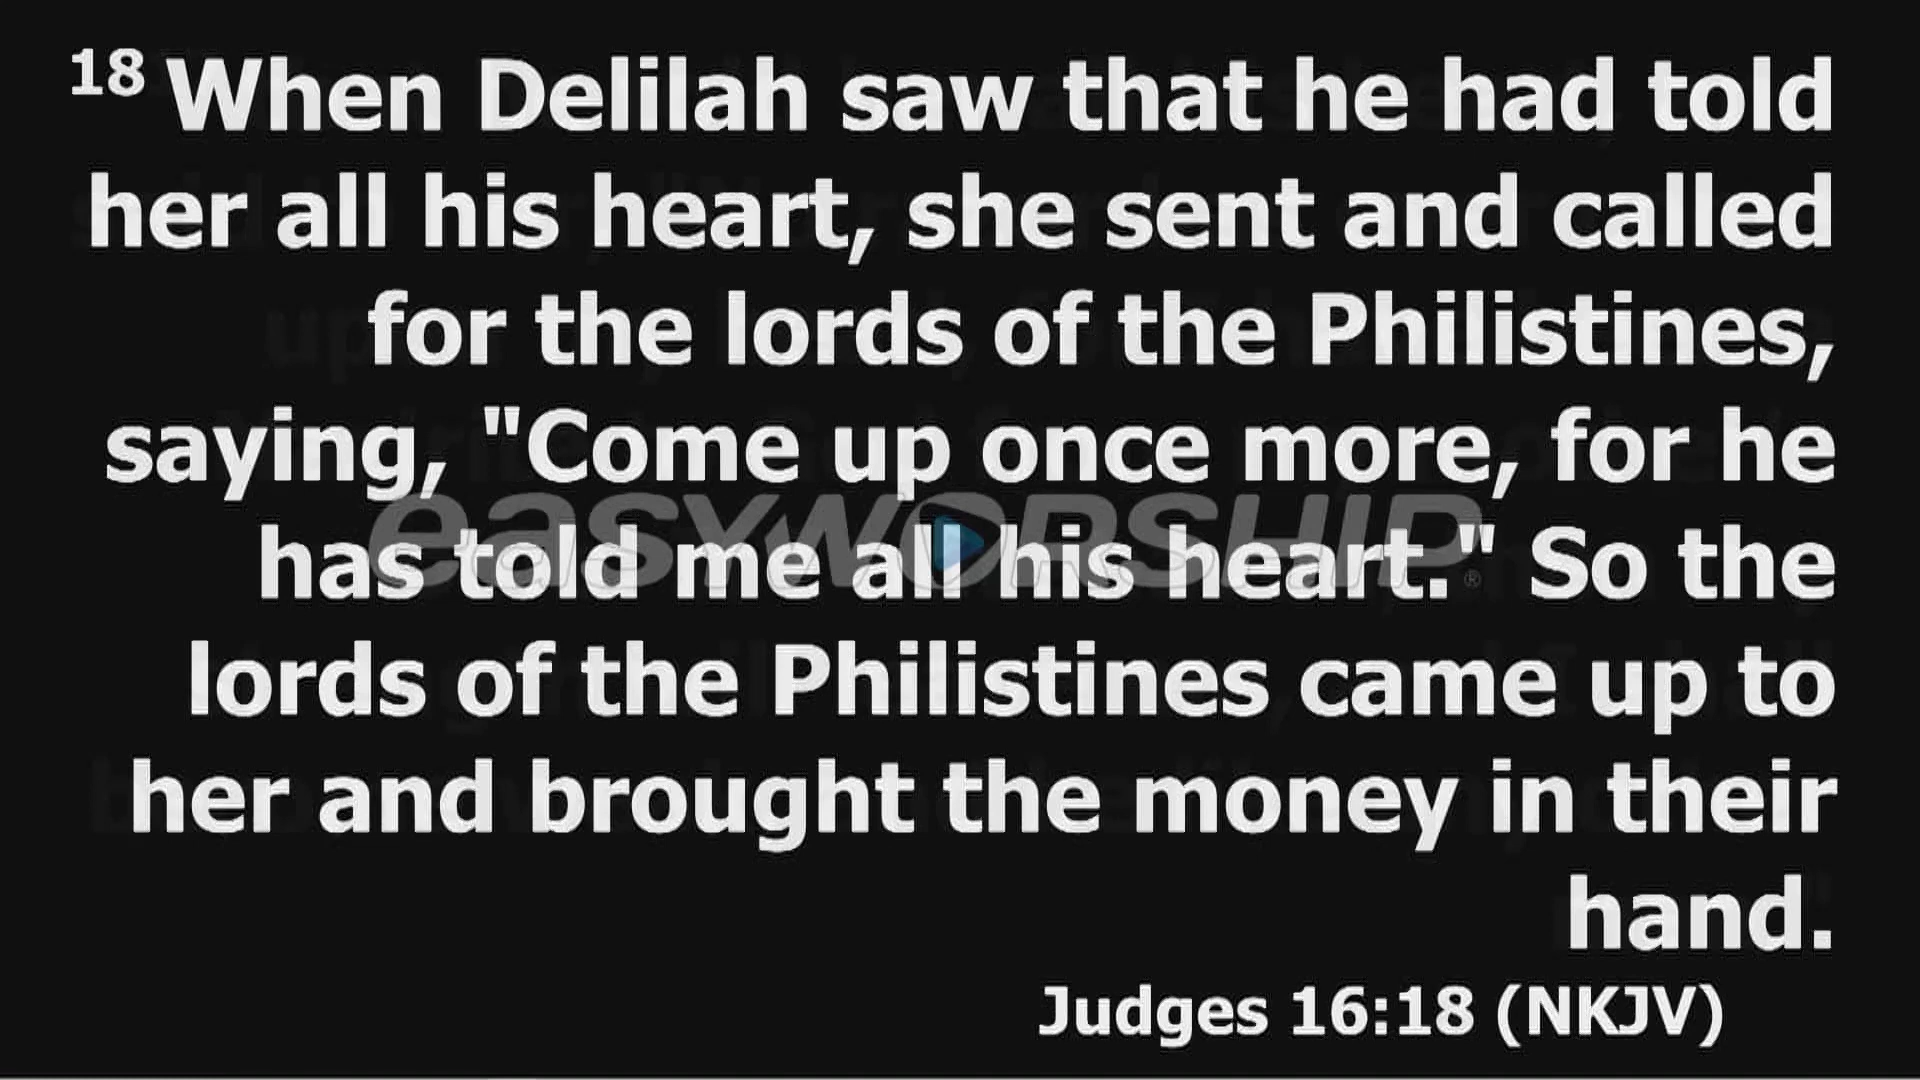 18 When Delilah saw that he had told
her all his heart, she sent and called
for the lords of the Philistines,
saying, "Come up once more, for he
easyWORSHIP®
has told me all his heart." So the
lords of the Philistines came up to
her and brought the money in their
hand.
Judges 16:18 (NKJV)